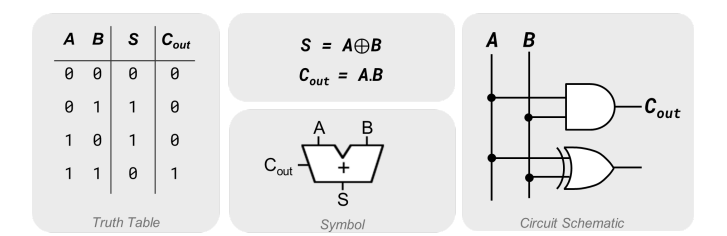 A B S Cout
0 0 0 0
0 1 1 0
1 0 1 0
1 1 0 1
Truth Table
S = A⊕B
Cout = A.B
A B
Cout
+
S
Symbol
A B
Cout
Circuit Schematic